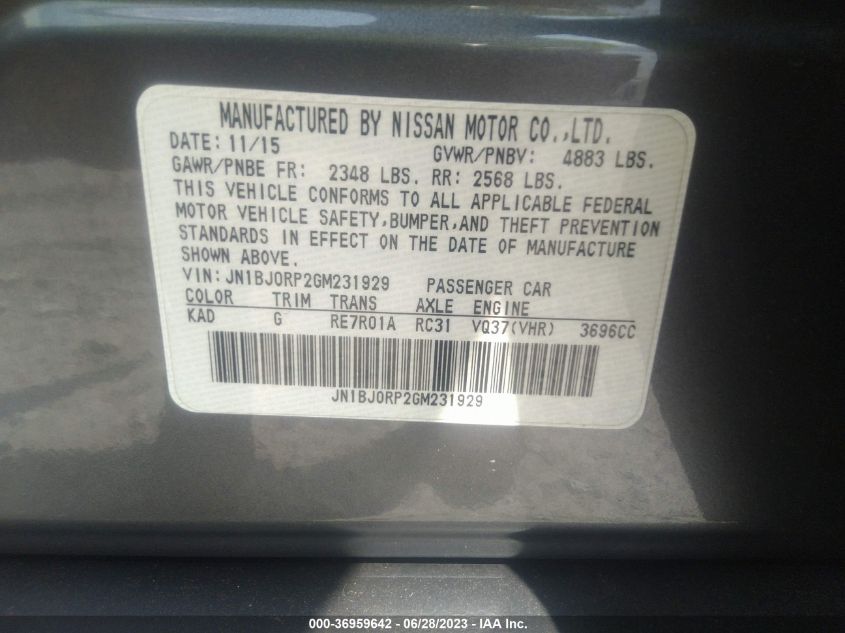 MANUFACTURED BY NISSAN MOTOR CO.,LTD.
DATE: 11/15 GVWR/PNBV: 4883 LBS.
GAWR/PNBE FR: 2348 LBS. RR: 2568 LBS.
THIS VEHICLE CONFORMS TO ALL APPLICABLE FEDERAL
MOTOR VEHICLE SAFETY,BUMPER,AND THEFT PREVENTION
STANDARDS IN EFFECT ON THE DATE OF MANUFACTURE
SHOWN ABOVE.
VIN: JN1BJ0RP2GM231929 PASSENGER CAR
COLOR TRIM TRANS AXLE ENGINE
KAD G RE7R01A RC31 VQ37(VHR) 3696CC
JN1BJ0RP2GM231929
000-36959642 - 06/28/2023 - IAA Inc.